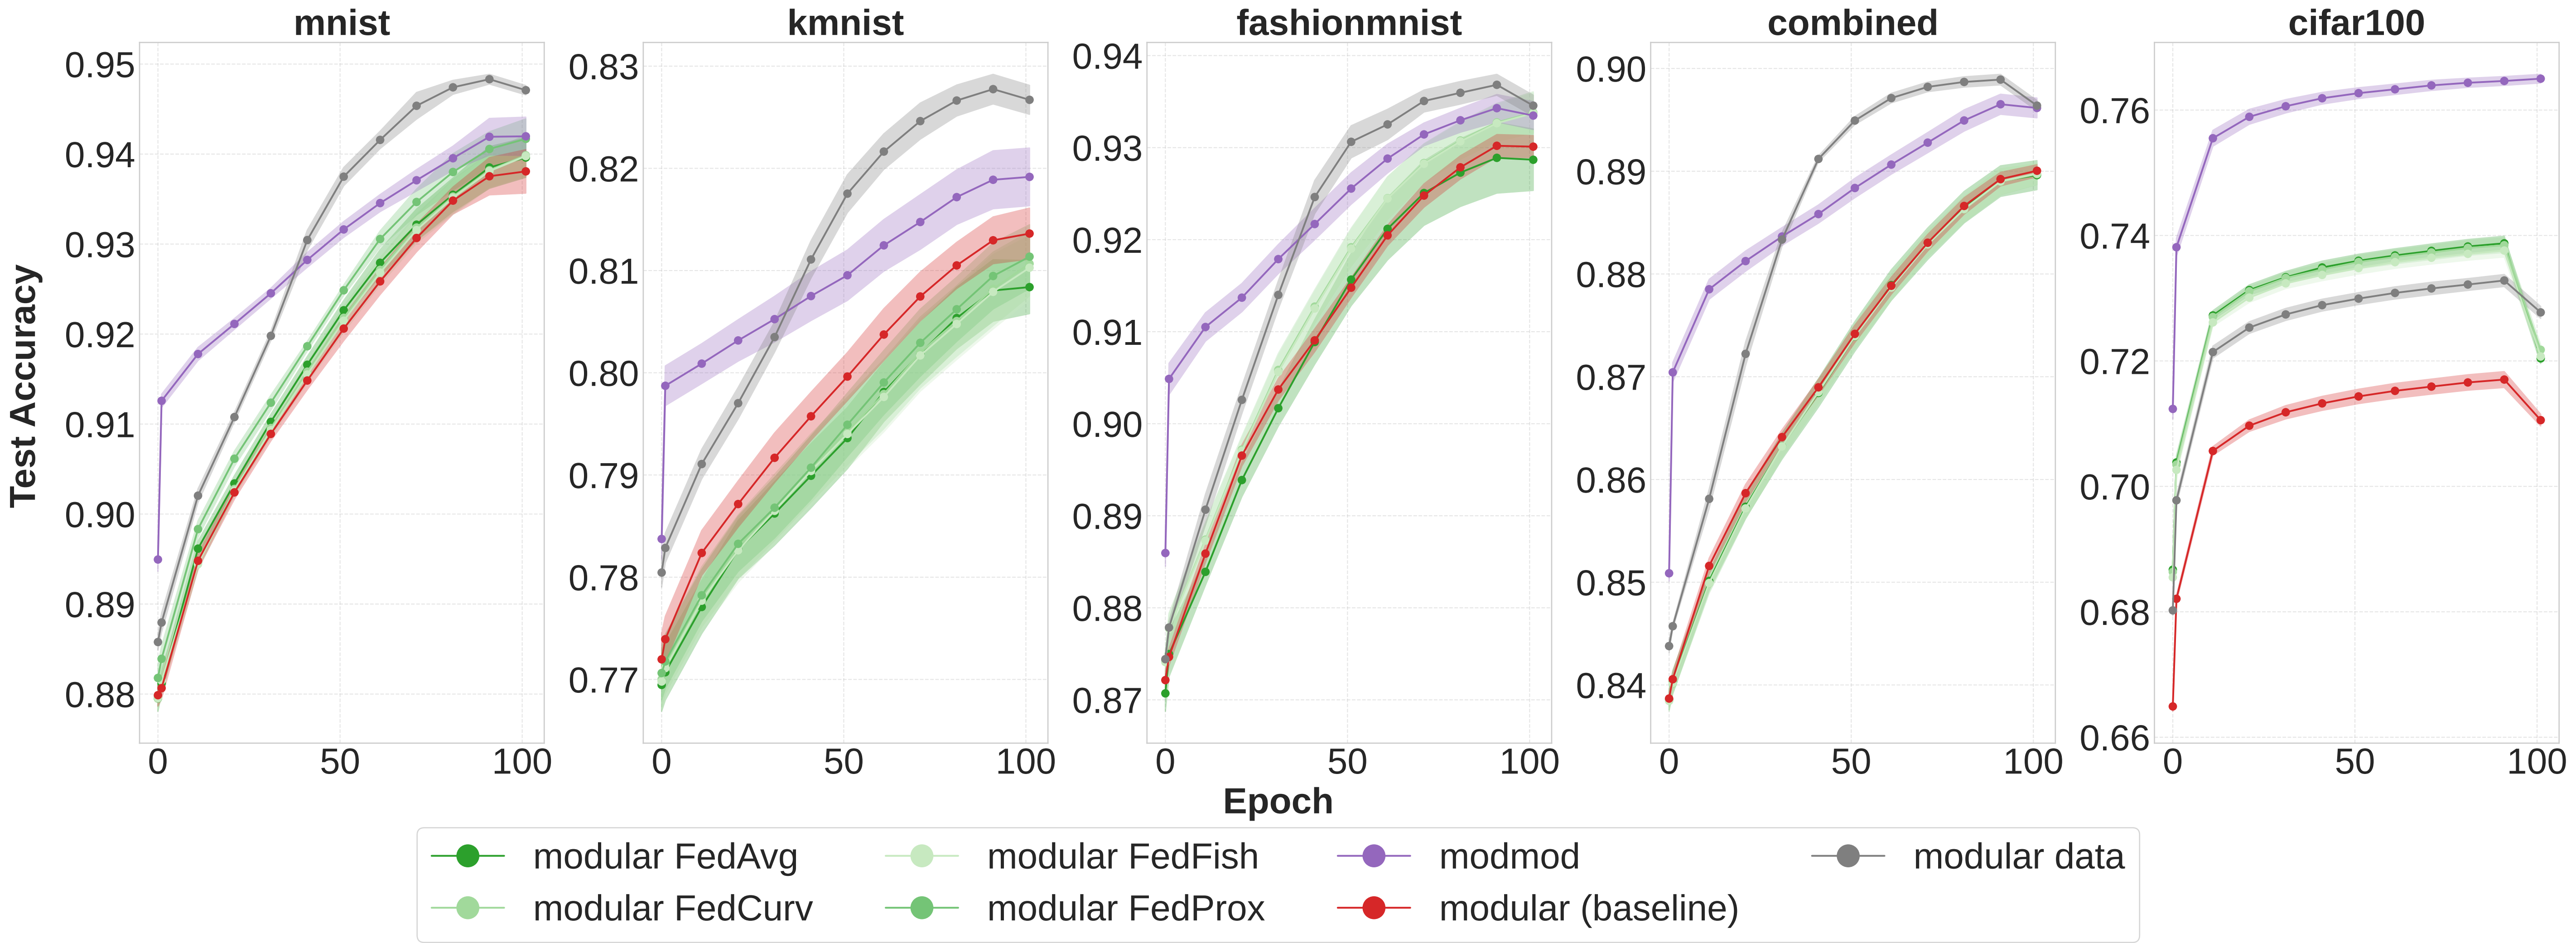 mnist
kmnist
fashionmnist
combined
cifar100
Test Accuracy
0.95
0.94
0.93
0.92
0.91
0.90
0.89
0.88
0 50 100
0.83
0.82
0.81
0.80
0.79
0.78
0.77
0 50 100
0.94
0.93
0.92
0.91
0.90
0.89
0.88
0.87
0 50 100
0.90
0.89
0.88
0.87
0.86
0.85
0.84
0 50 100
0.76
0.74
0.72
0.70
0.68
0.66
0 50 100
Epoch
modular FedAvg
modular FedCurv
modular FedFish
modular FedProx
modmod
modular (baseline)
modular data